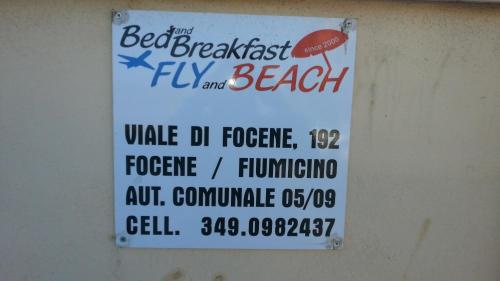 Bed and Breakfast
since 2000
FLY and BEACH
VIALE DI FOCENE, 192
FOCENE / FIUMICINO
AUT. COMUNALE 05/09
CELL. 349.0982437